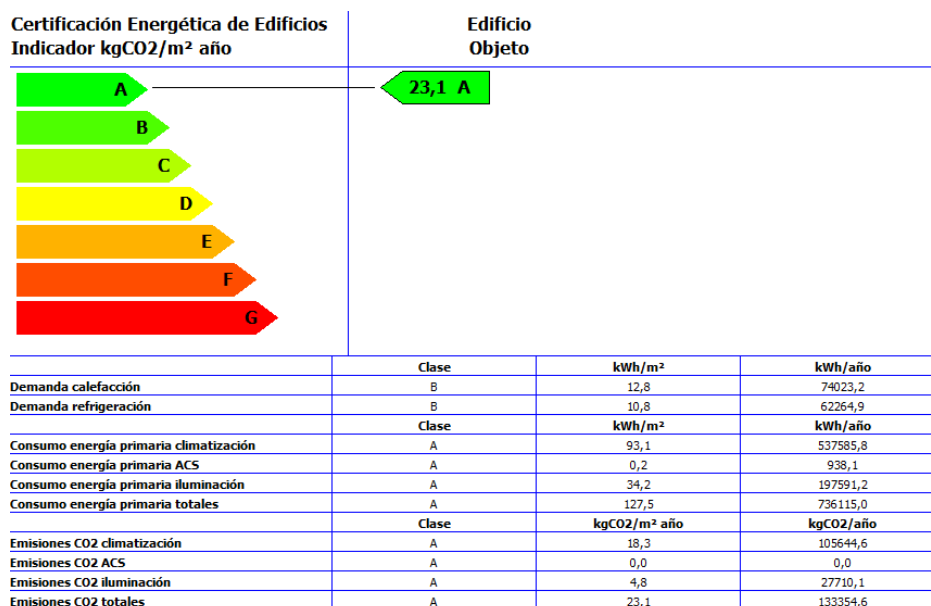 Certificación Energética de Edificios
Indicador kgCO2/m² año
Edificio
Objeto
A
23,1 A
B
C
D
E
F
G
Clase kWh/m² kWh/año
Demanda calefacción B 12,8 74023,2
Demanda refrigeración B 10,8 62264,9
Clase kWh/m² kWh/año
Consumo energía primaria climatización A 93,1 537585,8
Consumo energía primaria ACS A 0,2 938,1
Consumo energía primaria iluminación A 34,2 197591,2
Consumo energía primaria totales A 127,5 736115,0
Clase kgCO2/m² año kgCO2/año
Emisiones CO2 climatización A 18,3 105644,6
Emisiones CO2 ACS A 0,0 0,0
Emisiones CO2 iluminación A 4,8 27710,1
Emisiones CO2 totales A 23,1 133354,6